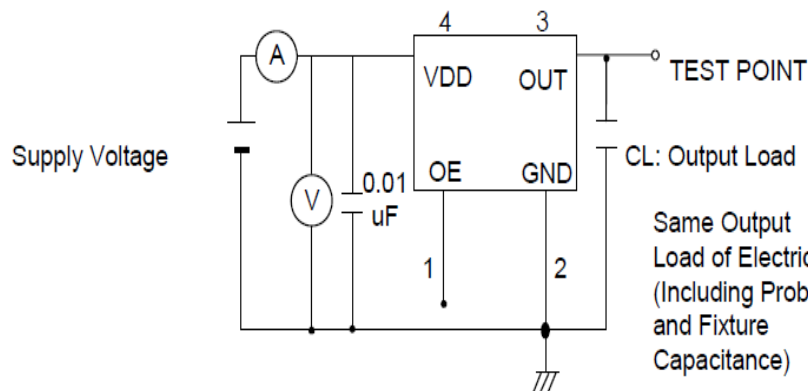 4
3
A
VDD
OUT
TEST POINT
Supply Voltage
CL: Output Load
OE
GND
0.01
uF
V
1
2
Same Output
Load of Electric
(Including Prob
and Fixture
Capacitance)